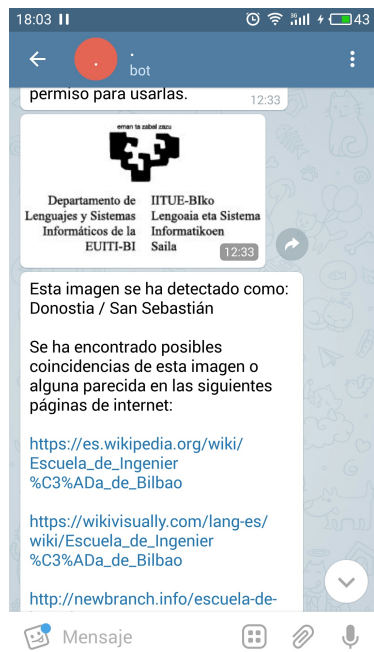 18:03
3G
43
.
.
bot
permiso para usarlas.
12:33
eman ta zabal zazu
Departamento de
Lenguajes y Sistemas
Informáticos de la
EUITI-BI
IITUE-BIko
Lengoaia eta Sistema
Informatikoen
Saila
12:33
Esta imagen se ha detectado como:
Donostia / San Sebastián
Se ha encontrado posibles
coincidencias de esta imagen o
alguna parecida en las siguientes
páginas de internet:
https://es.wikipedia.org/wiki/
Escuela_de_Ingenier
%C3%ADa_de_Bilbao
https://wikivisually.com/lang-es/
wiki/Escuela_de_Ingenier
%C3%ADa_de_Bilbao
http://newbranch.info/escuela-de-
Mensaje